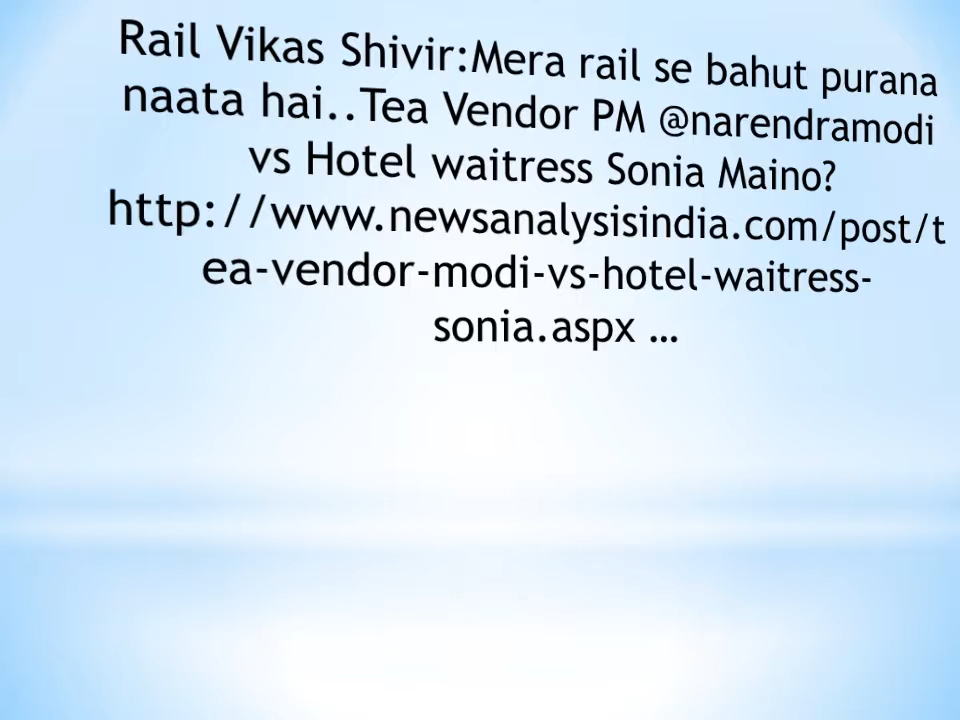 Rail Vikas Shivir:Mera rail se bahut purana
naata hai..Tea Vendor PM @narendramodi
vs Hotel waitress Sonia Maino?
http://www.newsanalysisindia.com/post/t
ea-vendor-modi-vs-hotel-waitress-
sonia.aspx …